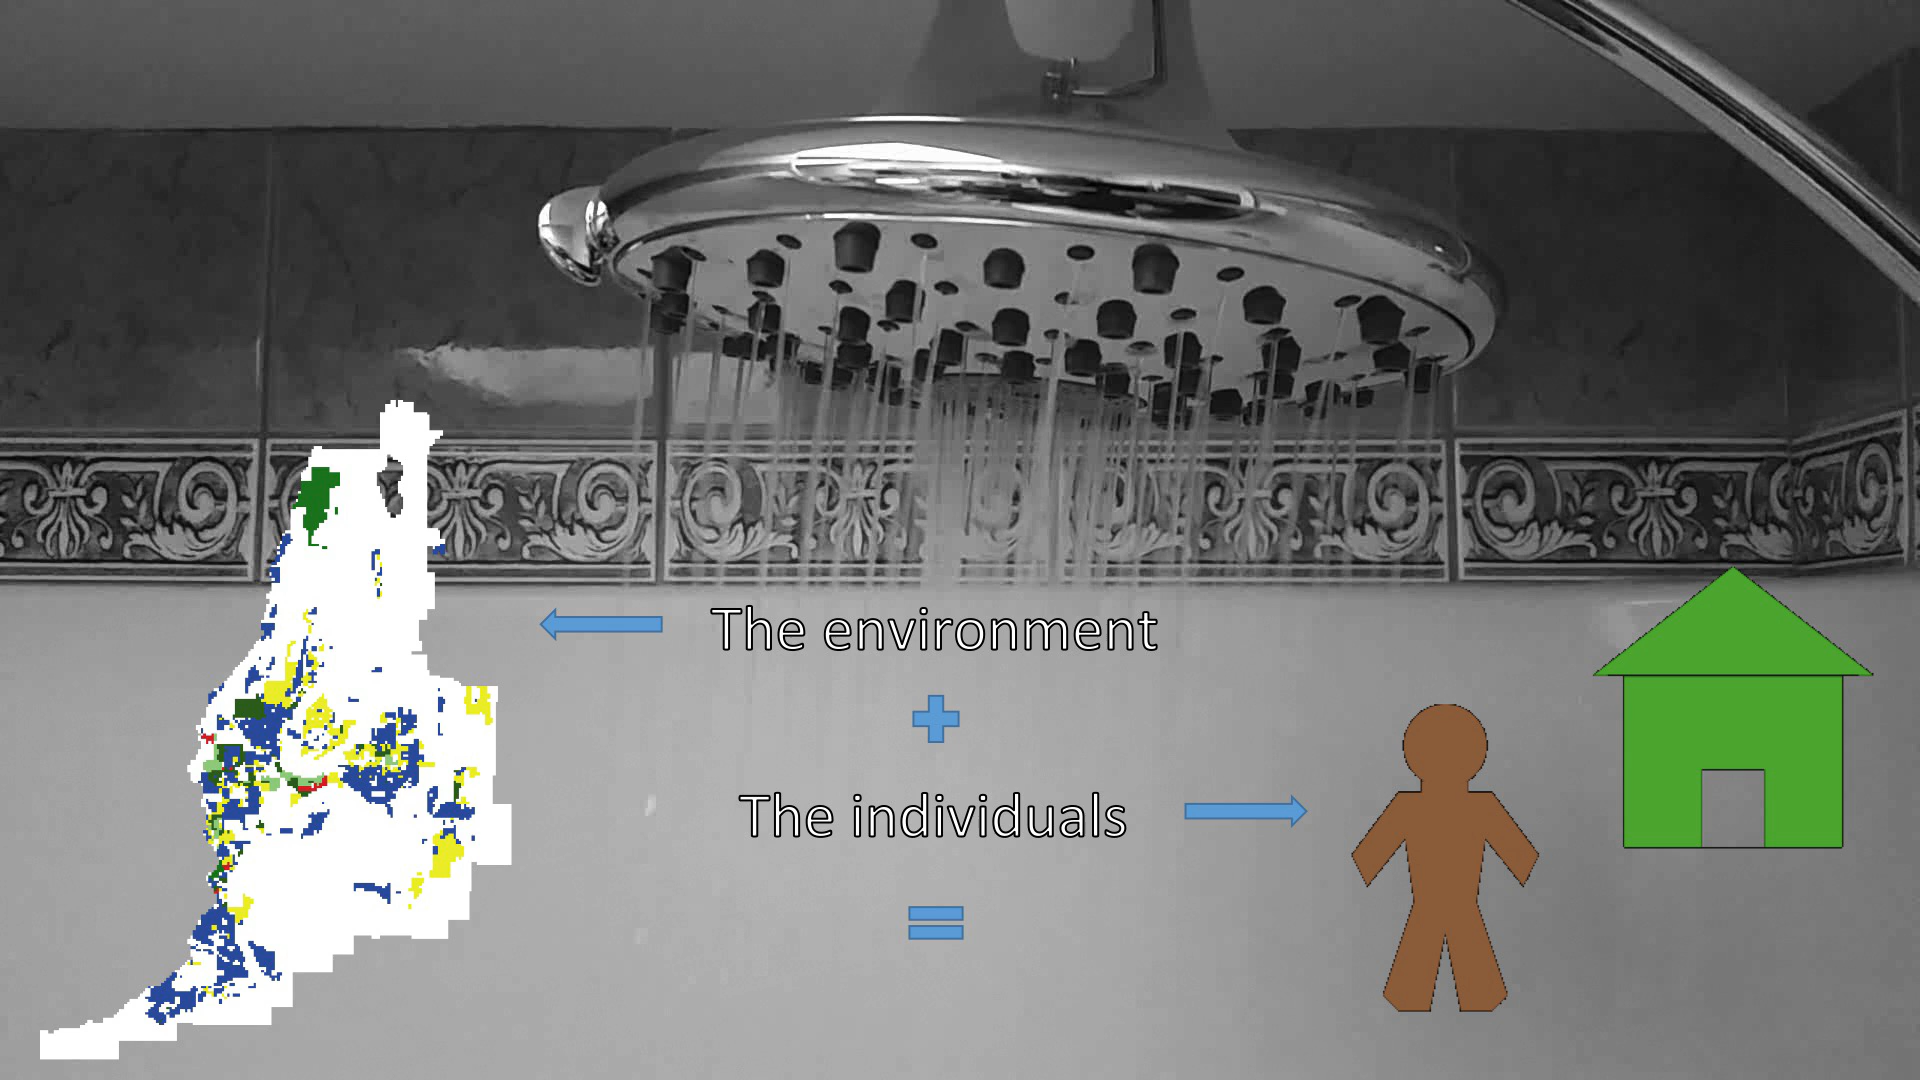 The environment
+
The individuals
=